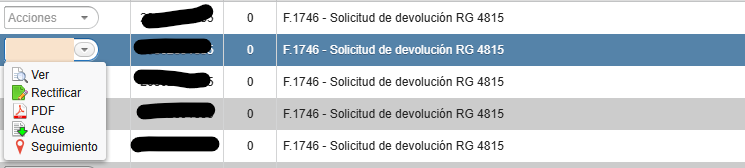 Acciones 0 F.1746 - Solicitud de devolución RG 4815
0 F.1746 - Solicitud de devolución RG 4815
Ver 0 F.1746 - Solicitud de devolución RG 4815
Rectificar
PDF 0 F.1746 - Solicitud de devolución RG 4815
Acuse
Seguimiento 0 F.1746 - Solicitud de devolución RG 4815